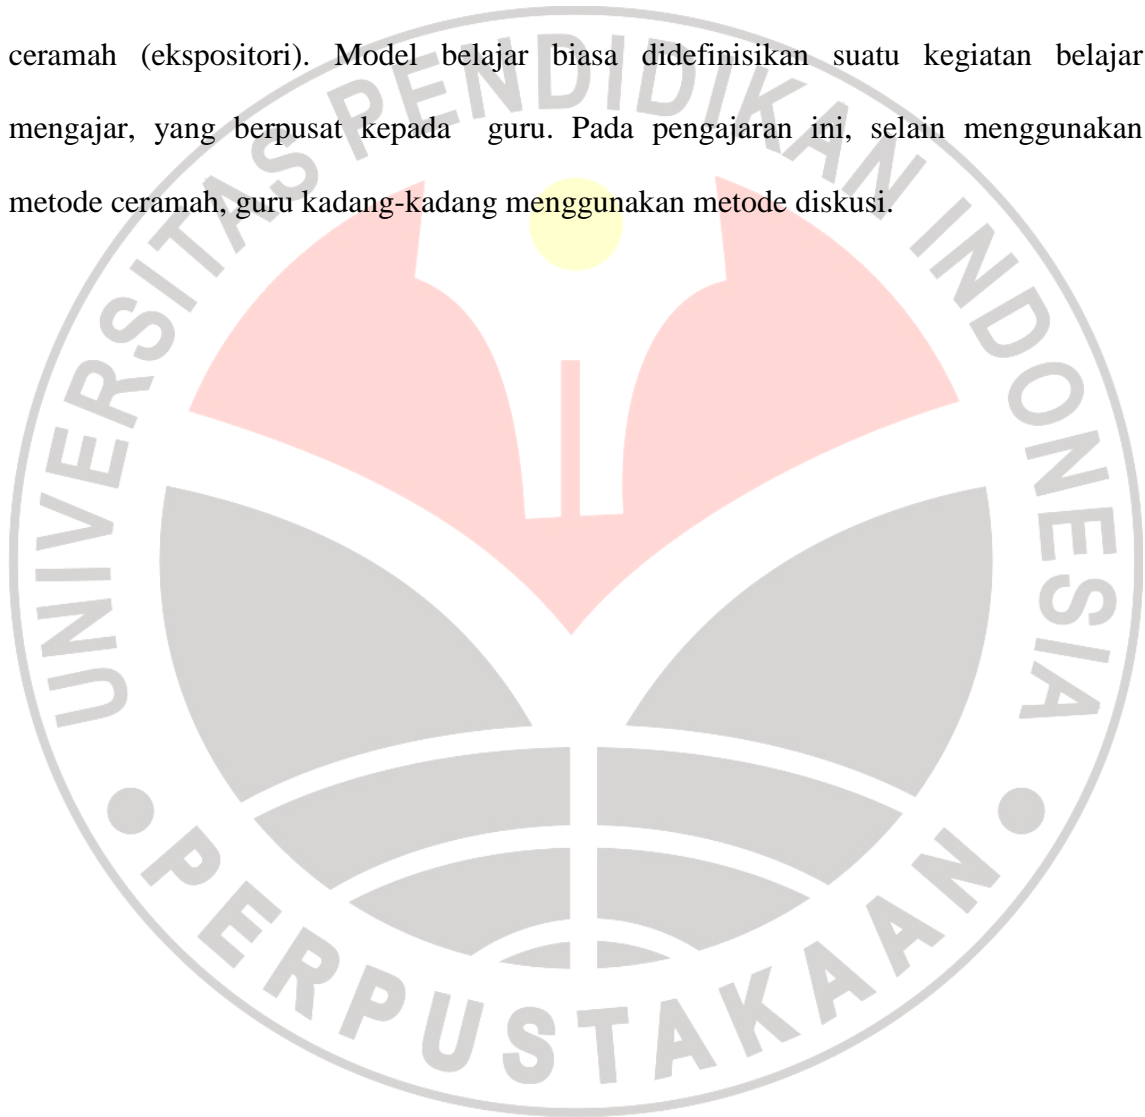 ceramah (ekspositori). Model belajar biasa didefinisikan suatu kegiatan belajar
mengajar, yang berpusat kepada guru. Pada pengajaran ini, selain menggunakan
metode ceramah, guru kadang-kadang menggunakan metode diskusi.
UNIVERSITAS PENDIDIKAN INDONESIA
PERPUSTAKAAN